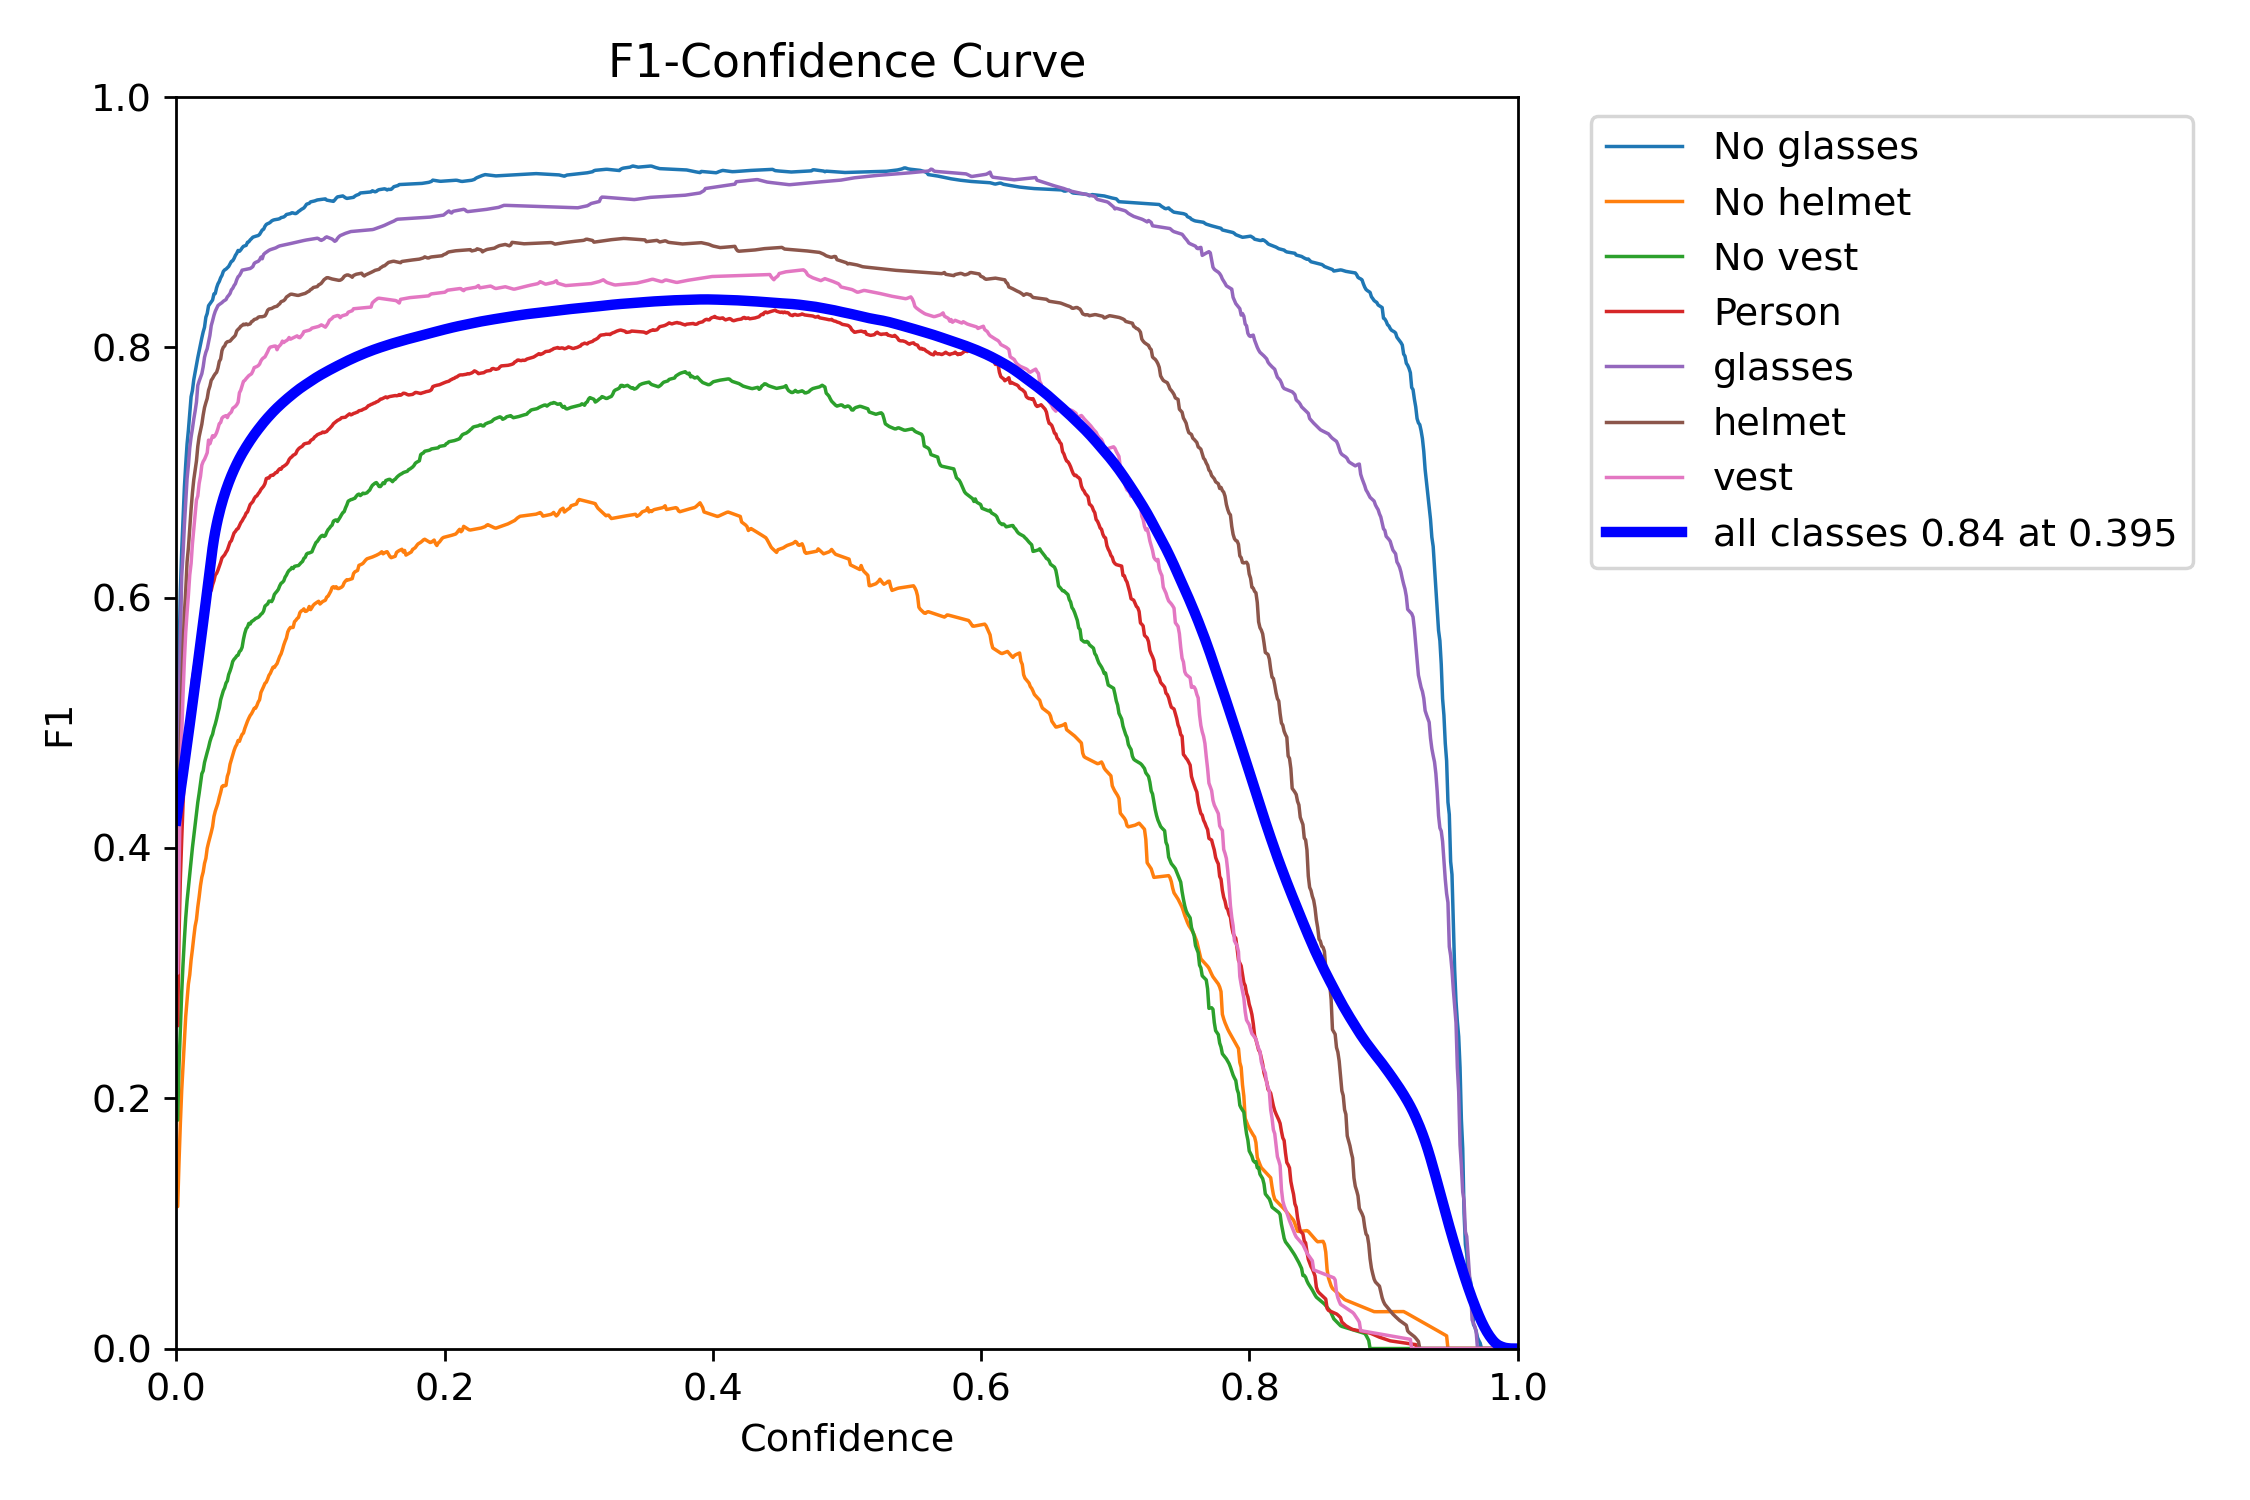 F1-Confidence Curve
1.0
0.8
0.6
0.4
0.2
0.0
F1
0.0 0.2 0.4 0.6 0.8 1.0
Confidence
No glasses
No helmet
No vest
Person
glasses
helmet
vest
all classes 0.84 at 0.395